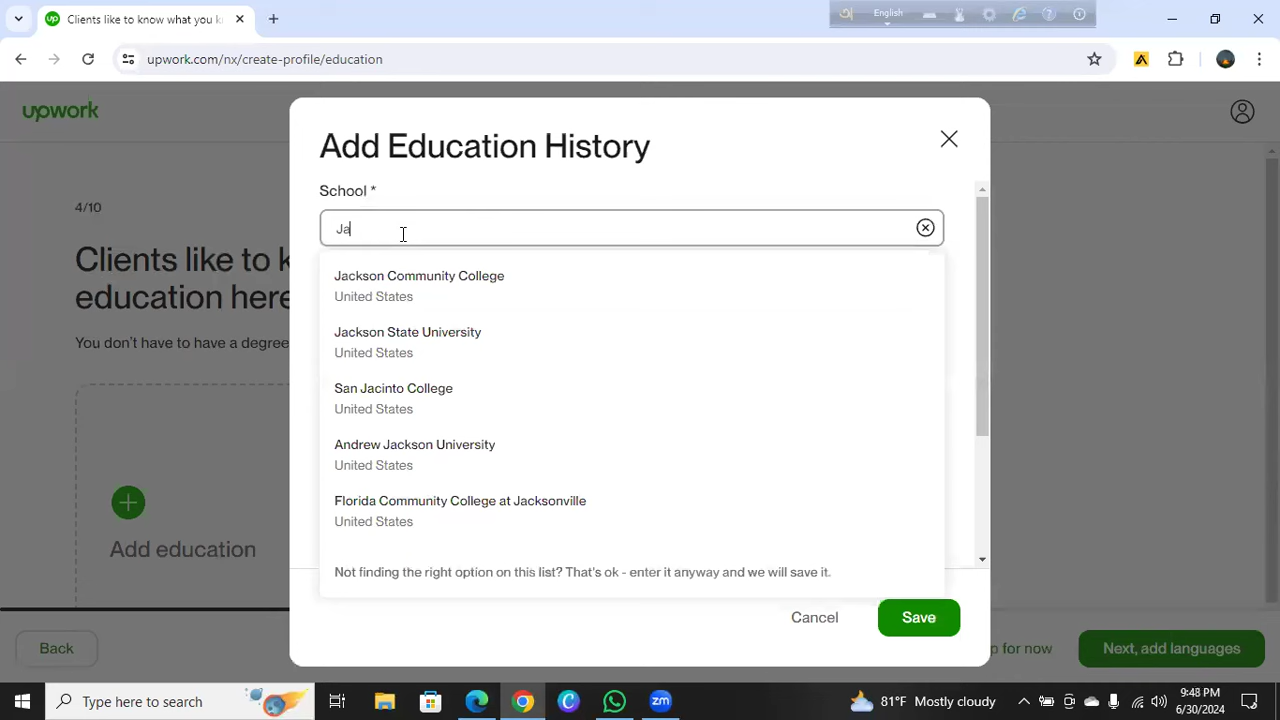 Clients like to know what you k
English
upwork.com/nx/create-profile/education
upwork
Add Education History
School *
4/10
Ja
Clients like to k
education here
Jackson Community College
United States
Jackson State University
United States
You don't have to have a degree
San Jacinto College
United States
Andrew Jackson University
United States
Florida Community College at Jacksonville
United States
Add education
Not finding the right option on this list? That's ok - enter it anyway and we will save it.
Cancel
Save
Back
p for now
Next, add languages
Type here to search
81°F Mostly cloudy
9:48 PM
6/30/2024